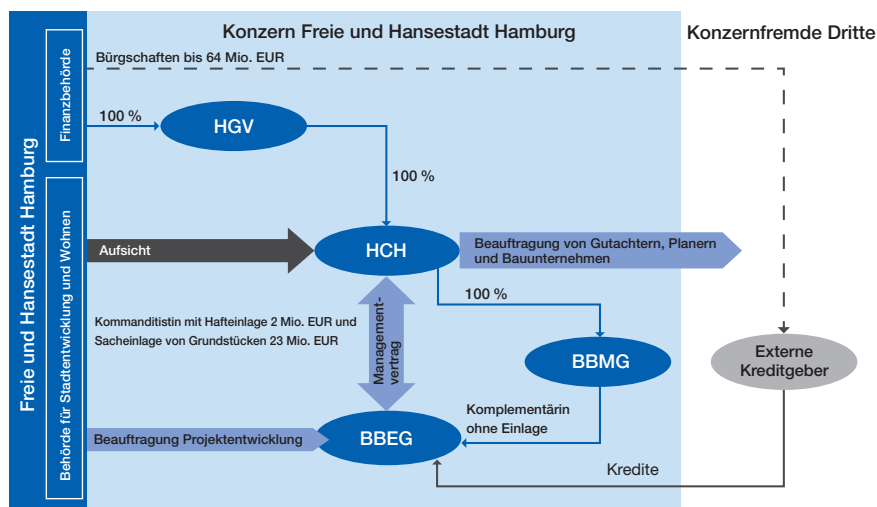 Konzern Freie und Hansestadt Hamburg
Konzernfremde Dritte
Freie und Hansestadt Hamburg
Finanzbehörde
Behörde für Stadtentwicklung und Wohnen
Bürgschaften bis 64 Mio. EUR
100 %
HGV
100 %
Aufsicht
HCH
Beauftragung von Gutachtern, Planern
und Bauunternehmen
100 %
Kommanditistin mit Hafteinlage 2 Mio. EUR und
Sacheinlage von Grundstücken 23 Mio. EUR
Management-
vertrag
BBMG
Externe
Kreditgeber
Komplementärin
ohne Einlage
Beauftragung Projektentwicklung
BBEG
Kredite